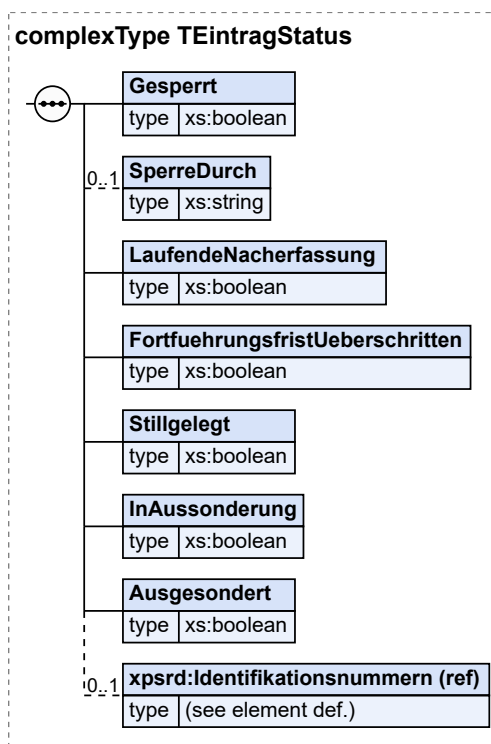 complexType TEintragStatus
Gesperrt
type xs:boolean
0..1 SperreDurch
type xs:string
LaufendeNacherfassung
type xs:boolean
FortfuehrungsfristUeberschritten
type xs:boolean
Stillgelegt
type xs:boolean
InAussonderung
type xs:boolean
Ausgesondert
type xs:boolean
0..1 xpsrd:Identifikationsnummern (ref)
type (see element def.)